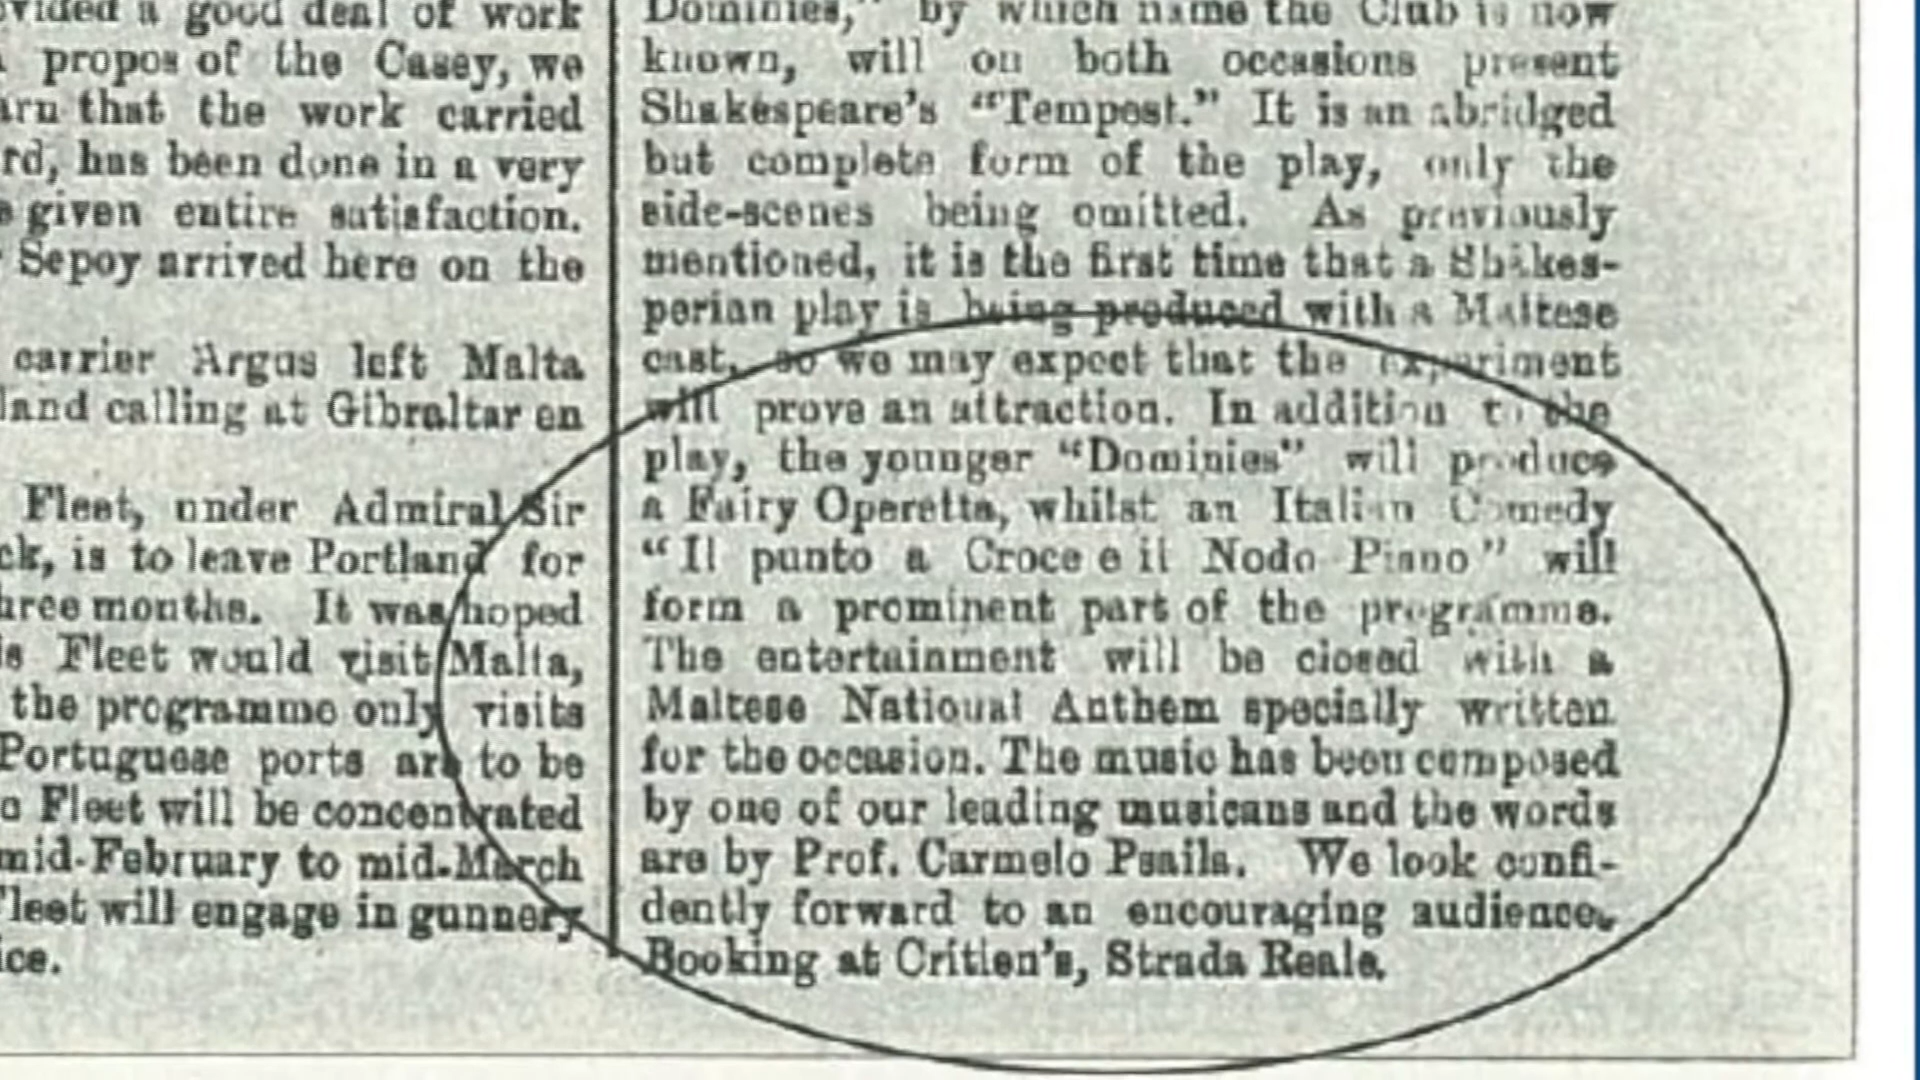 vided a good deal of work
propos of the Casey, we
arn that the work carried
rd, has been done in a very
given entire satisfaction.
Sepoy arrived here on the
carrier Argus left Malta
land calling at Gibraltar en
Fleet, under Admiral Sir
ck, is to leave Portland for
hree months. It was hoped
is Fleet would visit Malta,
the programme only visits
Portuguese ports are to be
o Fleet will be concentrated
mid-February to mid-March
Fleet will engage in gunnery
ice.
Dominies," by which name the Club is now
known, will on both occasions present
Shakespeare's "Tempest." It is an abridged
but complete form of the play, only the
side-scenes being omitted. As previously
mentioned, it is the first time that a Shakes-
perian play is being produced with a Maltese
cast, so we may expect that the experiment
will prove an attraction. In addition to the
play, the younger "Dominies" will produce
a Fairy Operetta, whilst an Italian Comedy
"Il punto a Croce e il Nodo Piano" will
form a prominent part of the programme.
The entertainment will be closed with a
Maltese National Anthem specially written
for the occasion. The music has been composed
by one of our leading musicans and the words
are by Prof. Carmelo Psaila. We look confi-
dently forward to an encouraging audience.
Booking at Critien's, Strada Reale.